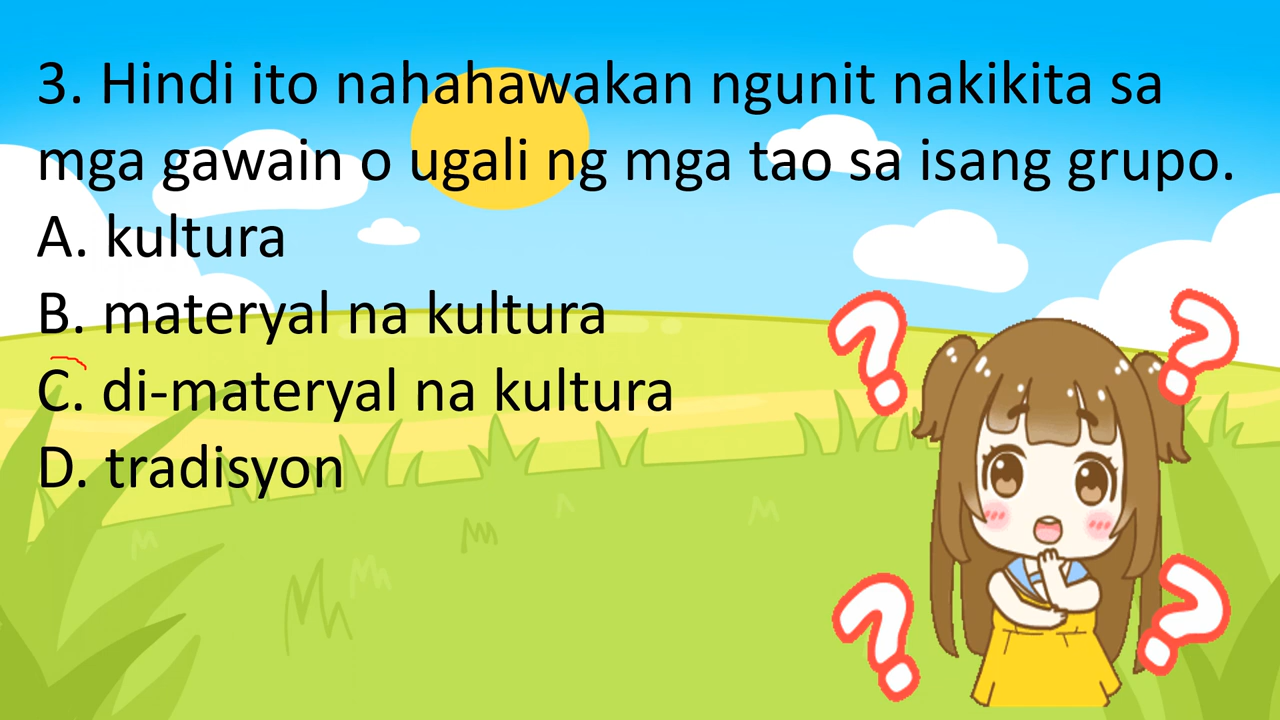 3. Hindi ito nahahawakan ngunit nakikita sa
mga gawain o ugali ng mga tao sa isang grupo.
A. kultura
B. materyal na kultura
C. di-materyal na kultura
D. tradisyon